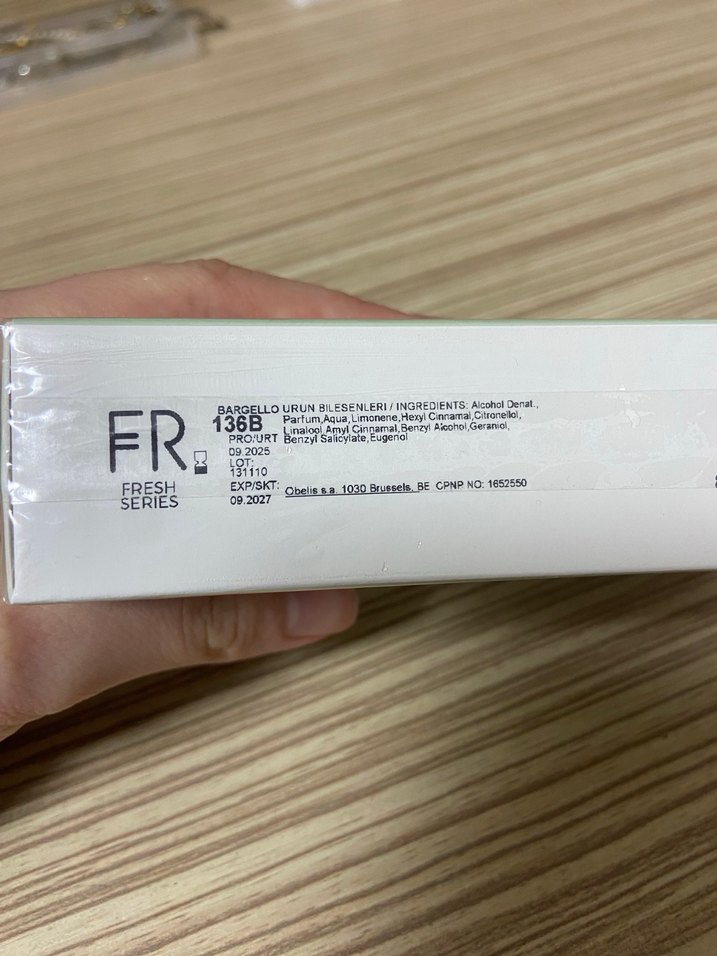 FR.
FRESH
SERIES
BARGELLO URUN BILESENLERI / INGREDIENTS: Alcohol Denat.,
136B Parfum,Aqua,Limonene,Hexyl Cinnamal,Citronellol,
Linalool,Amyl Cinnamal,Benzyl Alcohol,Geraniol,
PRO/URT Benzyl Salicylate,Eugenol
09.2025
LOT:
131110
EXP/SKT: Obelis s.a. 1030 Brussels, BE CPNP NO: 1652550
09.2027